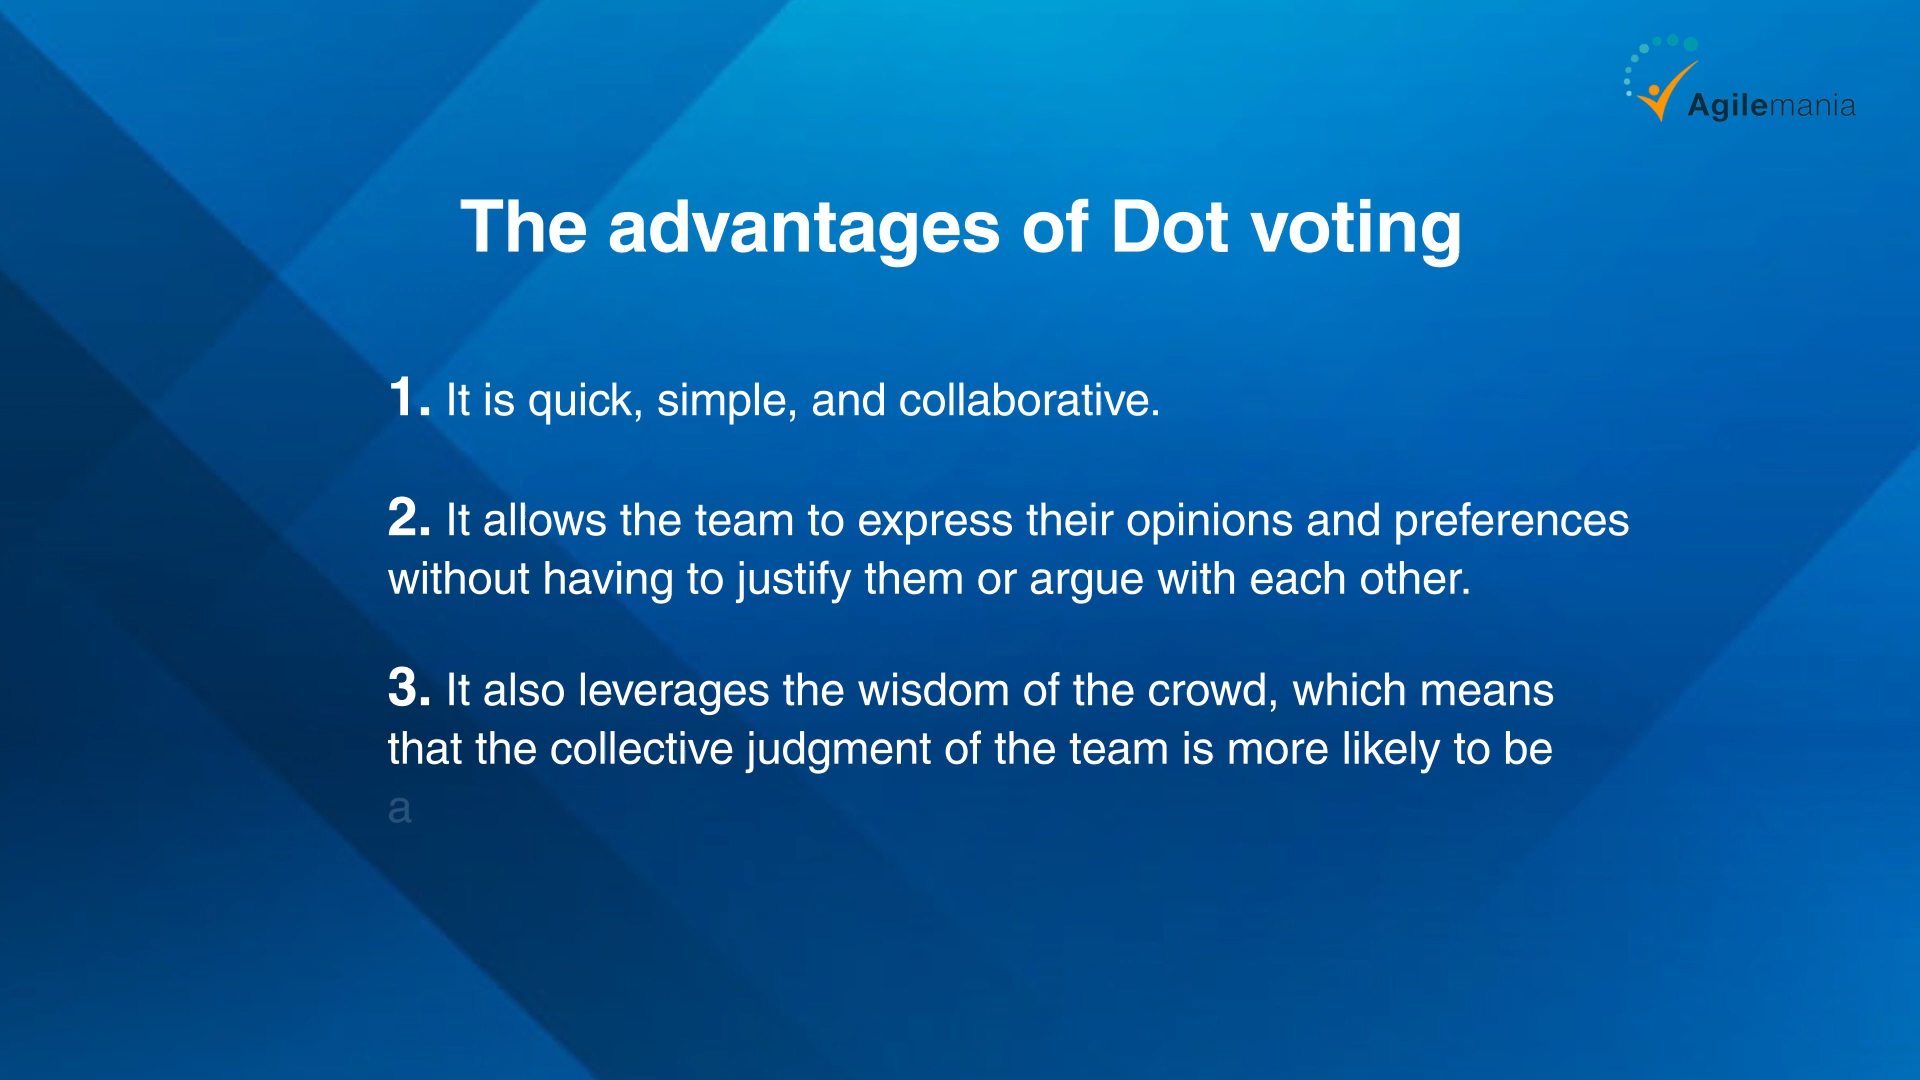 Agilemania
The advantages of Dot voting
1. It is quick, simple, and collaborative.
2. It allows the team to express their opinions and preferences
without having to justify them or argue with each other.
3. It also leverages the wisdom of the crowd, which means
that the collective judgment of the team is more likely to be
a